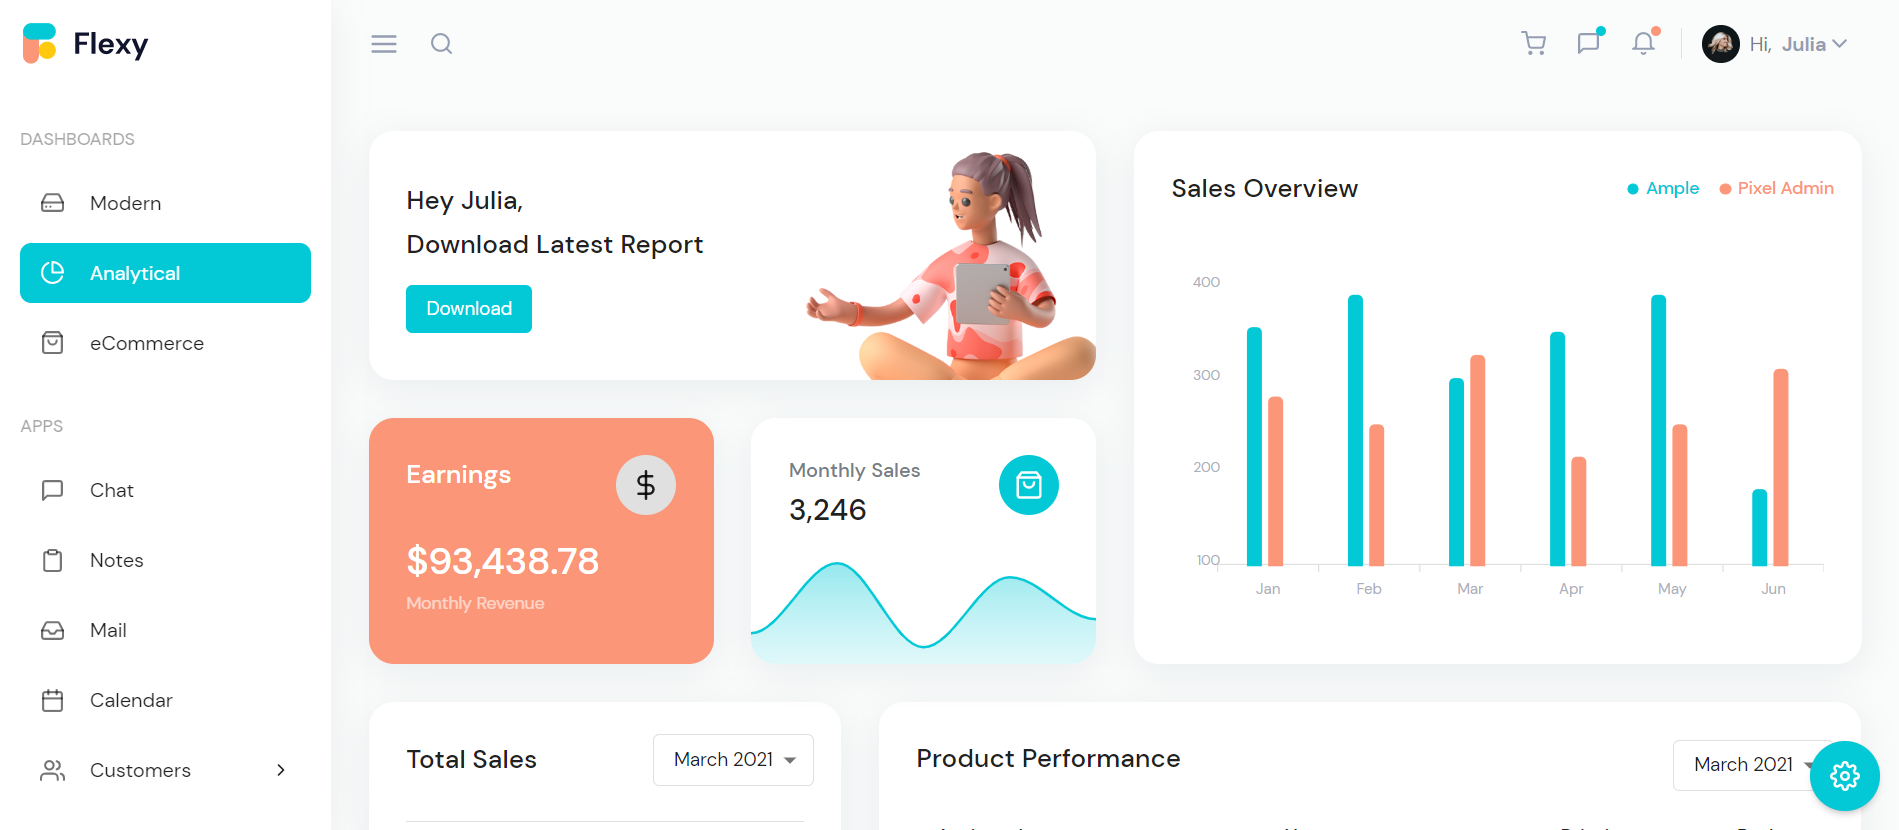 Flexy
Hi, Julia
DASHBOARDS
Modern
Analytical
eCommerce
APPS
Chat
Notes
Mail
Calendar
Customers
Hey Julia,
Download Latest Report
Download
Earnings
$
$93,438.78
Monthly Revenue
Monthly Sales
3,246
Sales Overview
Ample
Pixel Admin
400
300
200
100
Jan Feb Mar Apr May Jun
Total Sales
March 2021
Product Performance
March 2021